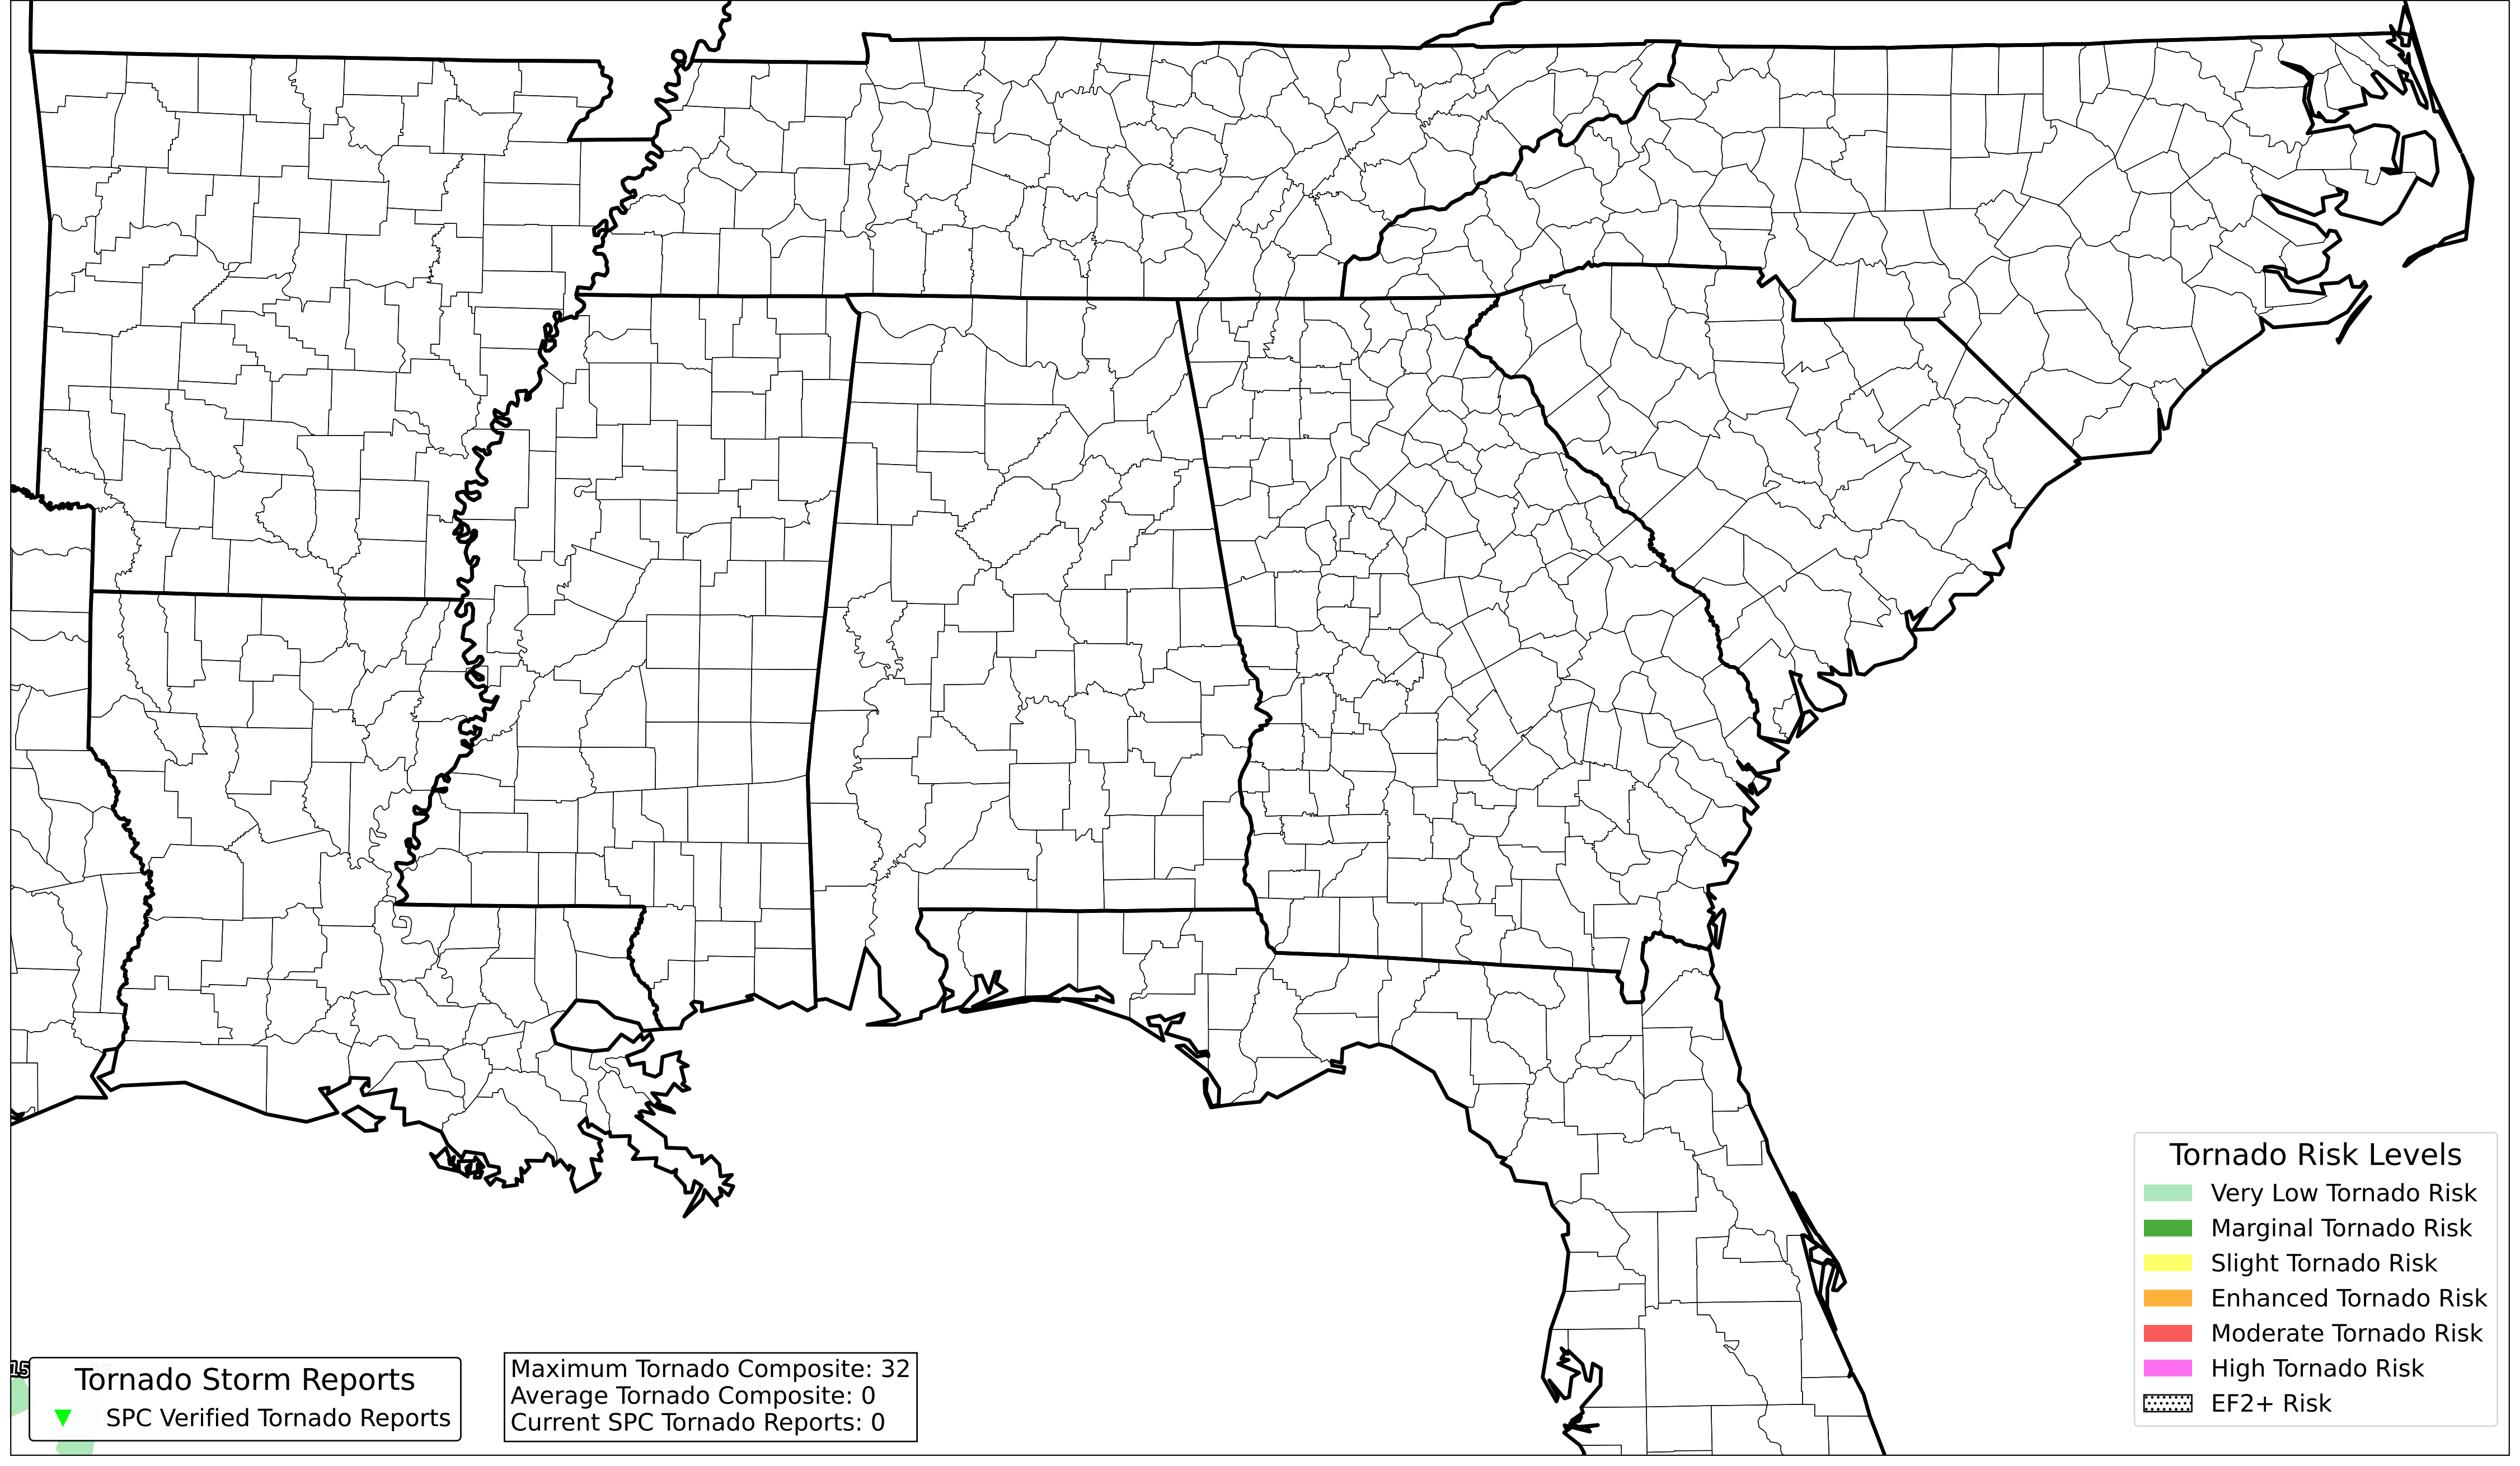 15
Tornado Storm Reports
SPC Verified Tornado Reports
Maximum Tornado Composite: 32
Average Tornado Composite: 0
Current SPC Tornado Reports: 0
Tornado Risk Levels
Very Low Tornado Risk
Marginal Tornado Risk
Slight Tornado Risk
Enhanced Tornado Risk
Moderate Tornado Risk
High Tornado Risk
EF2+ Risk